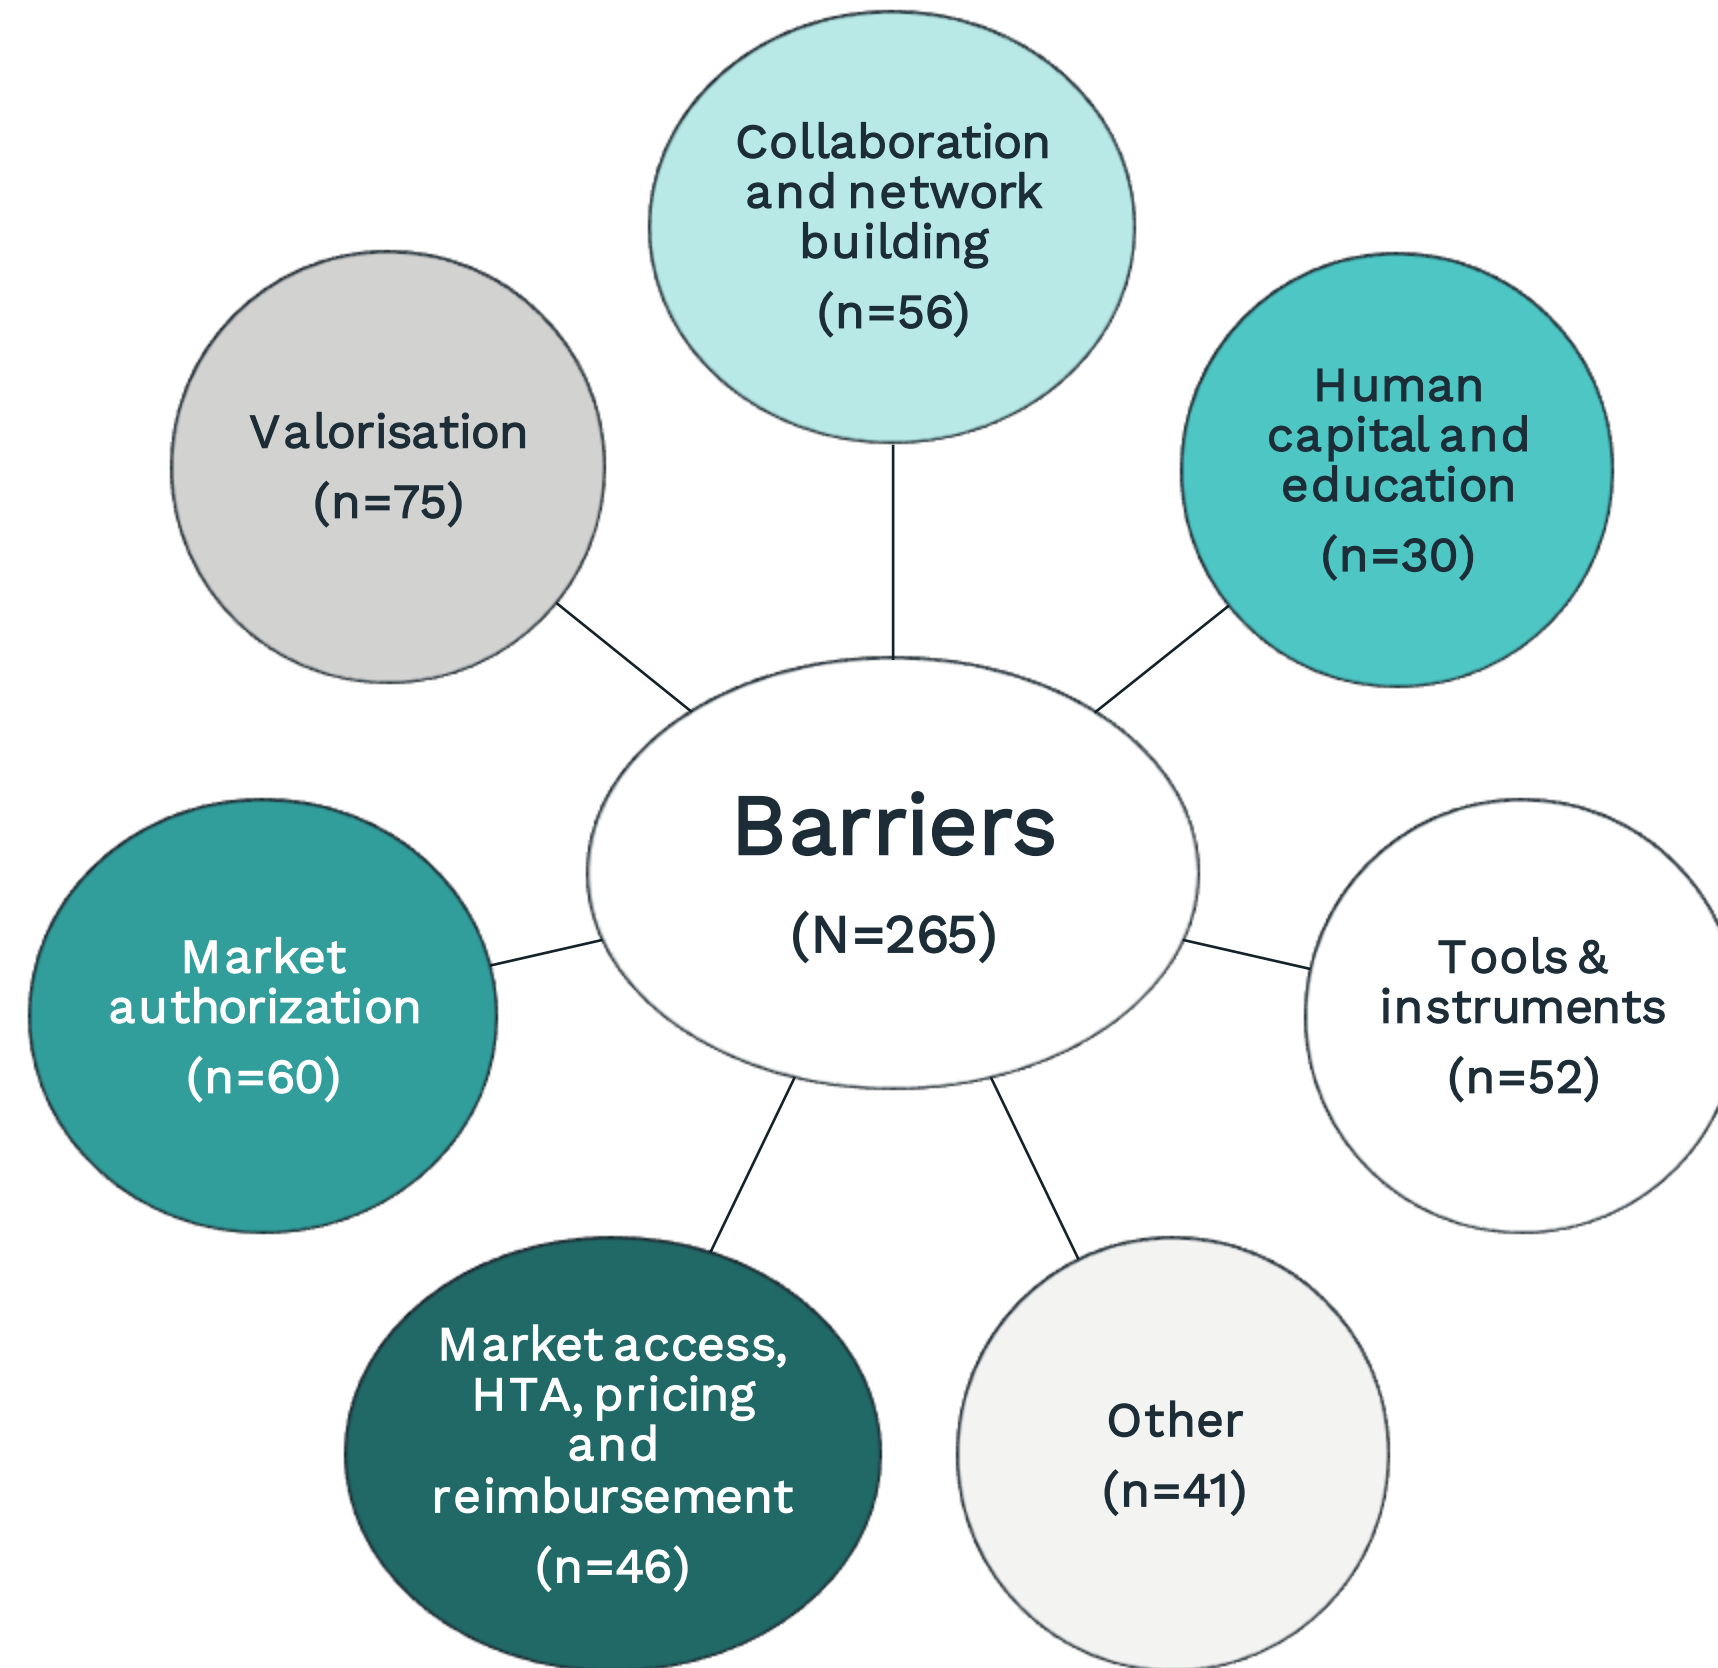 Collaboration
and network
building
(n=56)
Human
capital and
education
(n=30)
Valorisation
(n=75)
Barriers
(N=265)
Tools &
instruments
(n=52)
Market
authorization
(n=60)
Market access,
HTA, pricing
and
reimbursement
(n=46)
Other
(n=41)